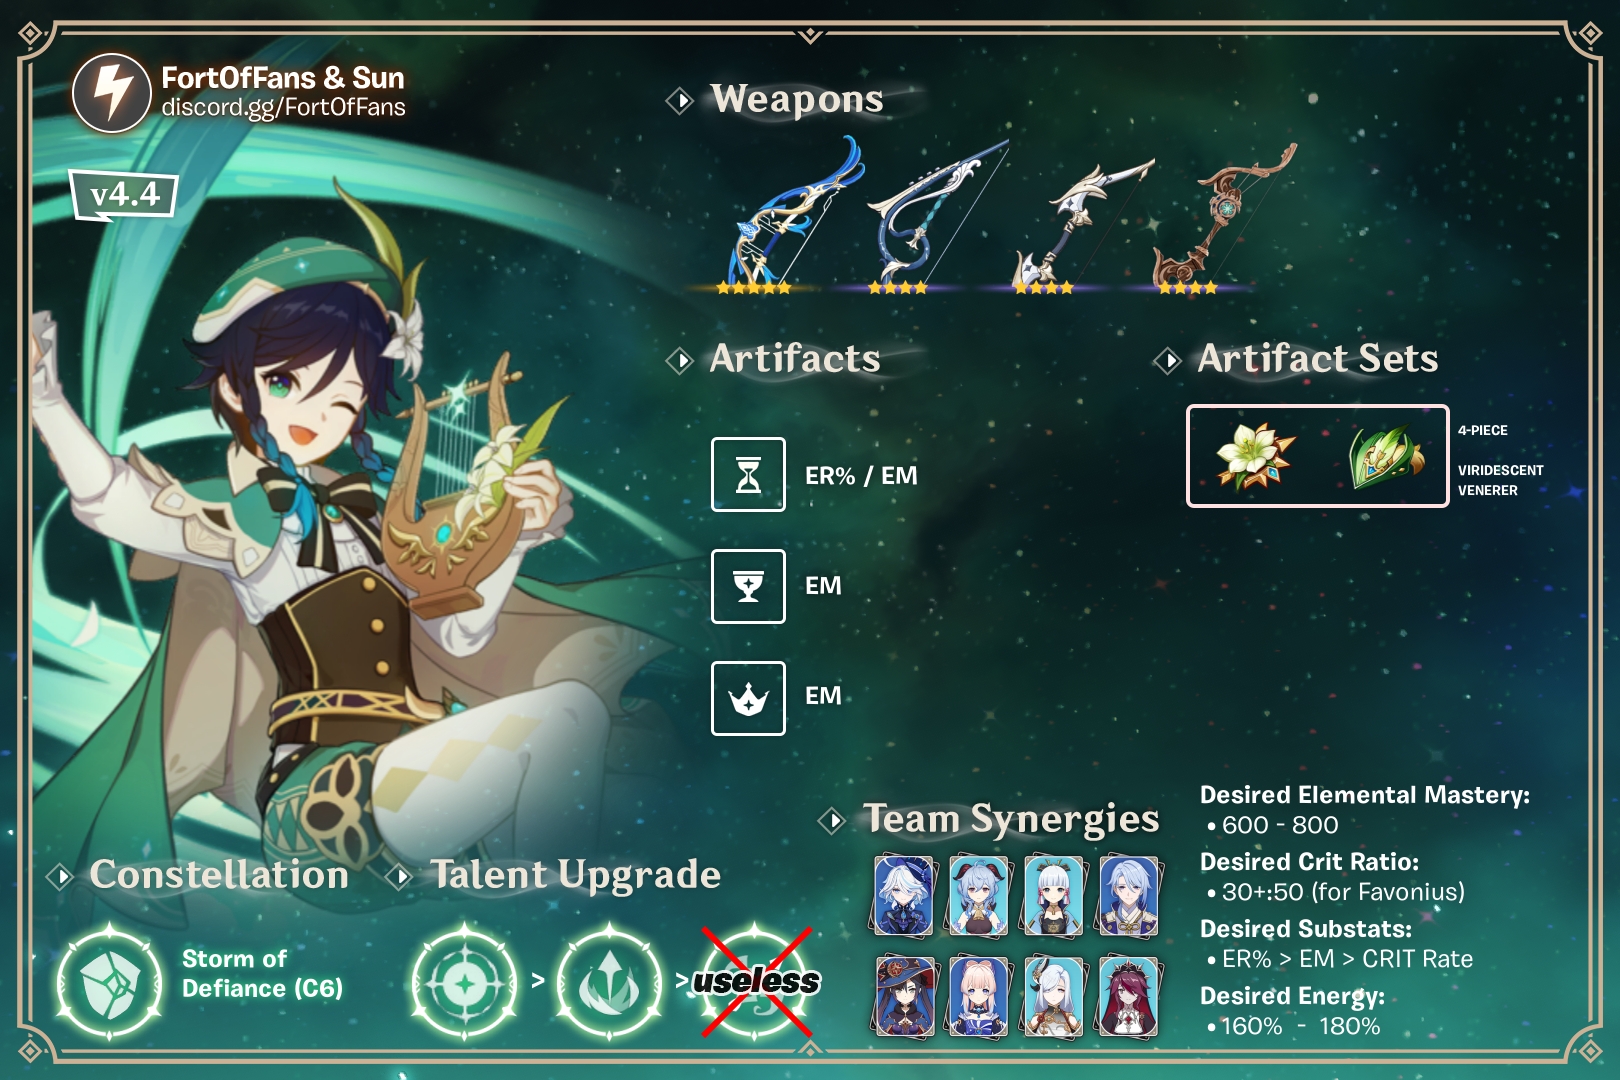 FortOfFans & Sun
discord.gg/FortOfFans
v4.4
Weapons
Artifacts
ER% / EM
EM
EM
Artifact Sets
4-PIECE
VIRIDESCENT
VENERER
Constellation
Storm of
Defiance (C6)
Talent Upgrade
> > useless
Team Synergies
Desired Elemental Mastery:
• 600 - 800
Desired Crit Ratio:
• 30+:50 (for Favonius)
Desired Substats:
• ER% > EM > CRIT Rate
Desired Energy:
• 160% - 180%